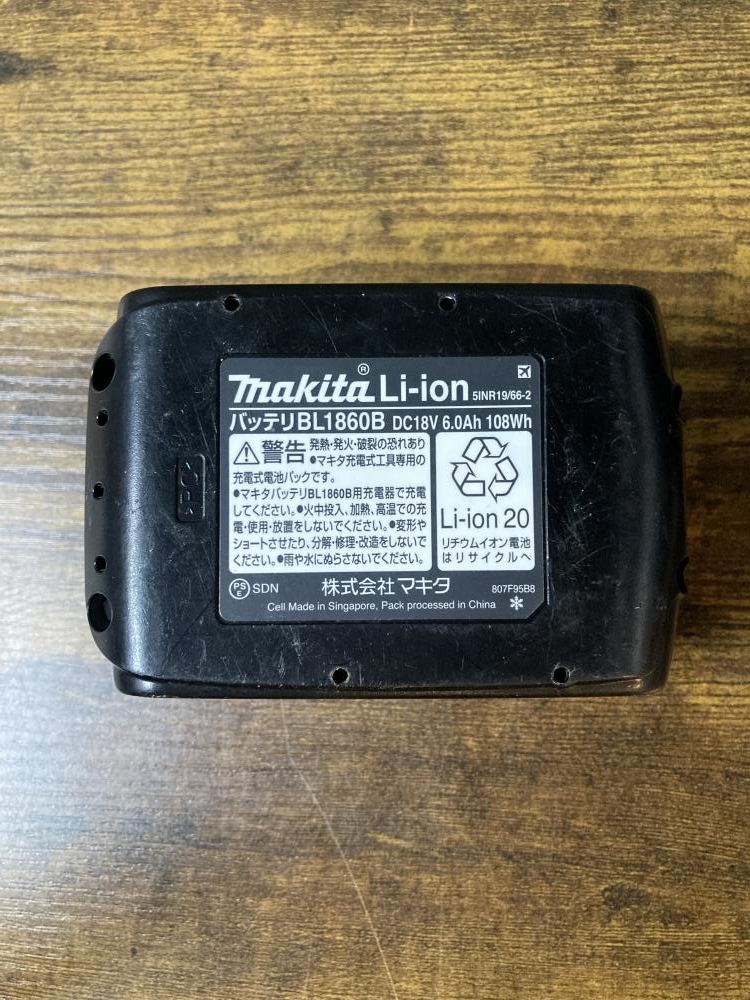 makita® Li-ion 5INR19/66-2
バッテリBL1860B DC18V 6.0Ah 108Wh
警告 発熱・発火・破裂の恐れあり
●マキタ充電式工具専用の
充電式電池パックです。
●マキタバッテリBL1860B用充電器で充電
してください。●火中投入、加熱、高温での充
電・使用・放置をしないでください。●変形や
ショートさせたり、分解・修理・改造をしないで
ください。●雨や水にぬらさないでください。
Li-ion 20
リチウムイオン電池
はリサイクルへ
PSE SDN 株式会社マキタ 807F95B8
Cell Made in Singapore, Pack processed in China
>PC<